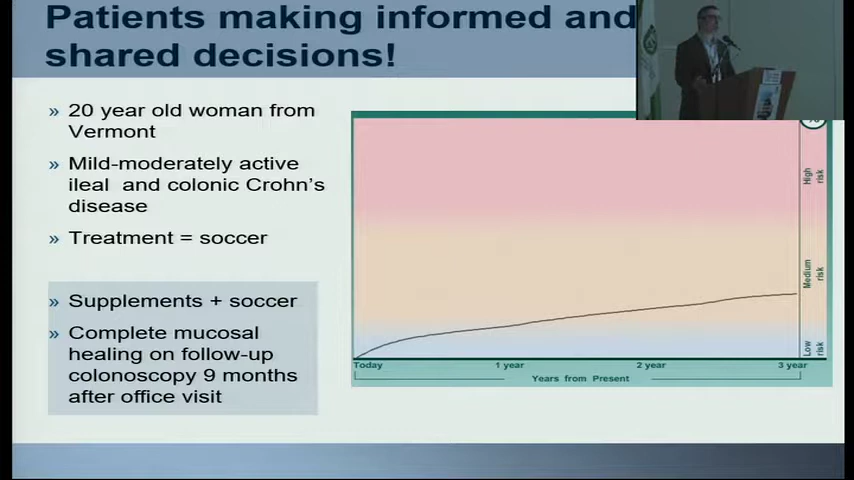 Patients making informed and
shared decisions!
» 20 year old woman from
Vermont
» Mild-moderately active
ileal and colonic Crohn's
disease
» Treatment = soccer
» Supplements + soccer
» Complete mucosal
healing on follow-up
colonoscopy 9 months
after office visit
High
risk
Medium
risk
Low
risk
Today
1 year
2 year
3 year
Years from Present